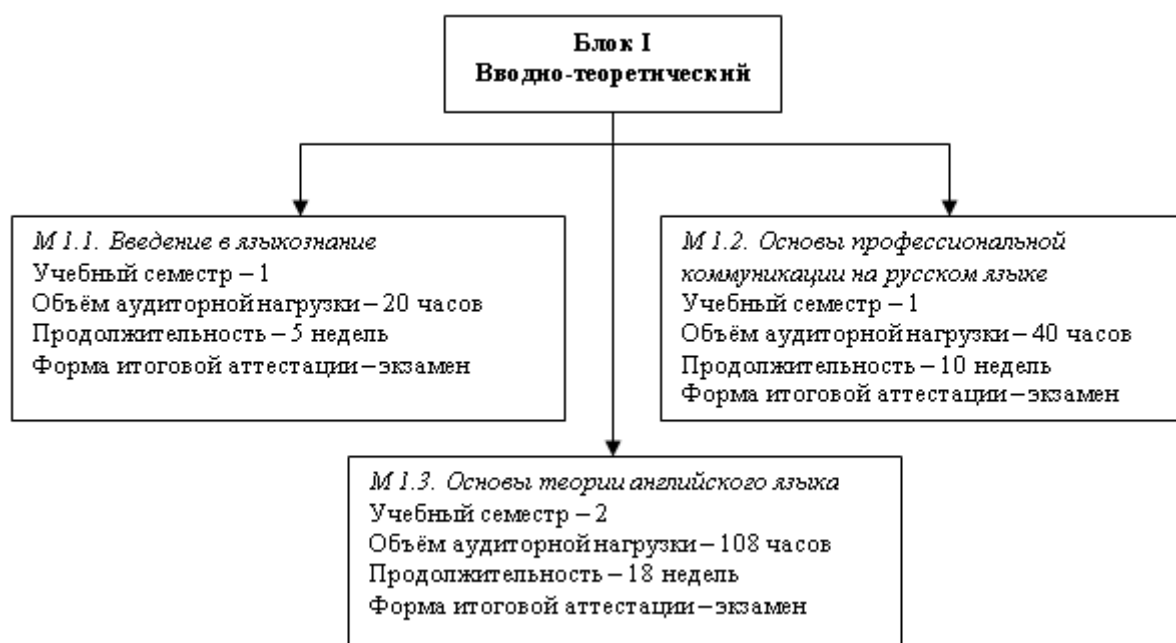 Блок I
Вводно-теоретический
М 1.1. Введение в языкознание
Учебный семестр – 1
Объём аудиторной нагрузки – 20 часов
Продолжительность – 5 недель
Форма итоговой аттестации – экзамен
М 1.2. Основы профессиональной
коммуникации на русском языке
Учебный семестр – 1
Объём аудиторной нагрузки – 40 часов
Продолжительность – 10 недель
Форма итоговой аттестации – экзамен
М 1.3. Основы теории английского языка
Учебный семестр – 2
Объём аудиторной нагрузки – 108 часов
Продолжительность – 18 недель
Форма итоговой аттестации – экзамен